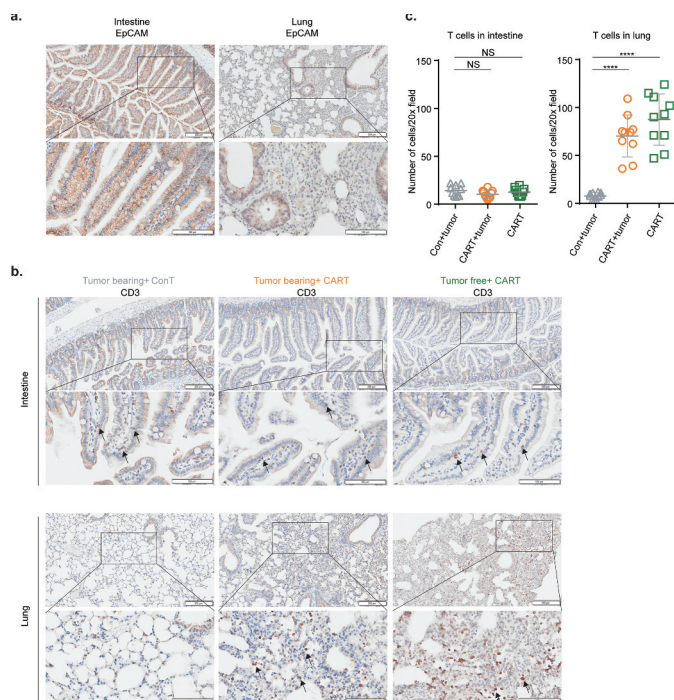 a.
Intestine
EpCAM
Lung
EpCAM
c.
T cells in intestine
NS
NS
Number of cells/20x field
150
100
50
0
Con+tumor
CART+tumor
CART
T cells in lung
****
****
Number of cells/20x field
150
100
50
0
Con+tumor
CART+tumor
CART
b.
Tumor bearing+ ConT
CD3
Tumor bearing+ CART
CD3
Tumor free+ CART
CD3
Intestine
Lung